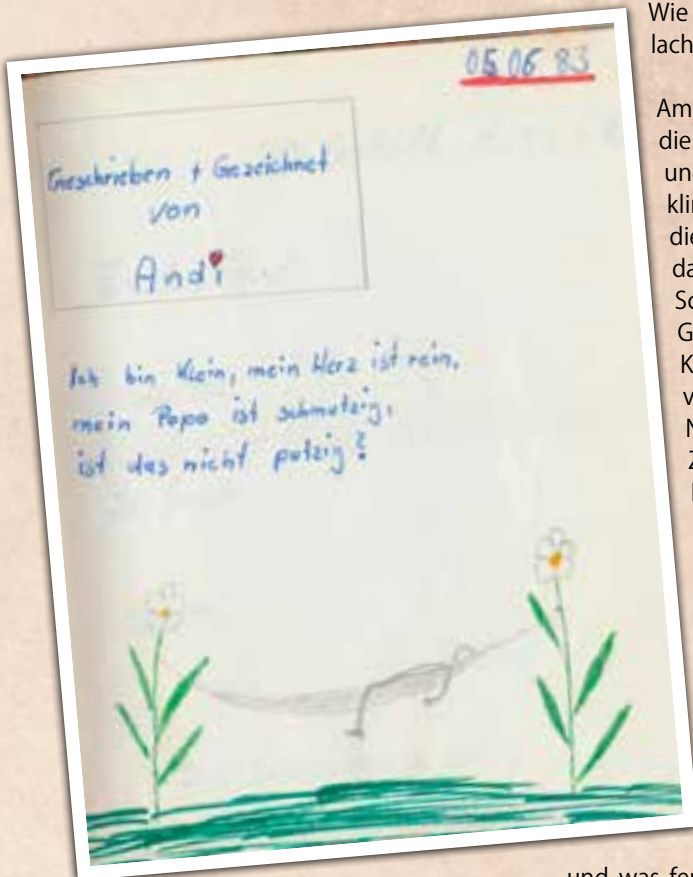 05 06 83
Geschrieben + Gezeichnet
von
Andi
Ich bin Klein, mein Herz ist rein,
mein Popo ist schmutzig,
ist das nicht putzig?
Wie
lach
Am
die
un
klin
die
da
Sc
G
K
v
N
Z
und was fer